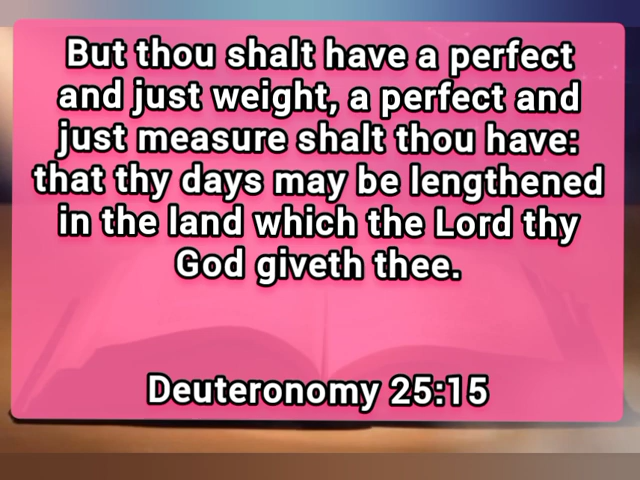 But thou shalt have a perfect
and just weight, a perfect and
just measure shalt thou have:
that thy days may be lengthened
in the land which the Lord thy
God giveth thee.
Deuteronomy 25:15